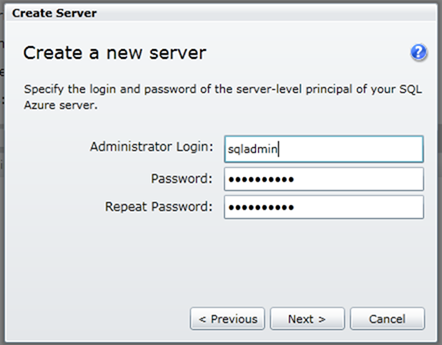 Create Server
Create a new server
?
Specify the login and password of the server-level principal of your SQL
Azure server.
Administrator Login: sqladmin
Password: ••••••••••
Repeat Password: ••••••••••
< Previous Next > Cancel